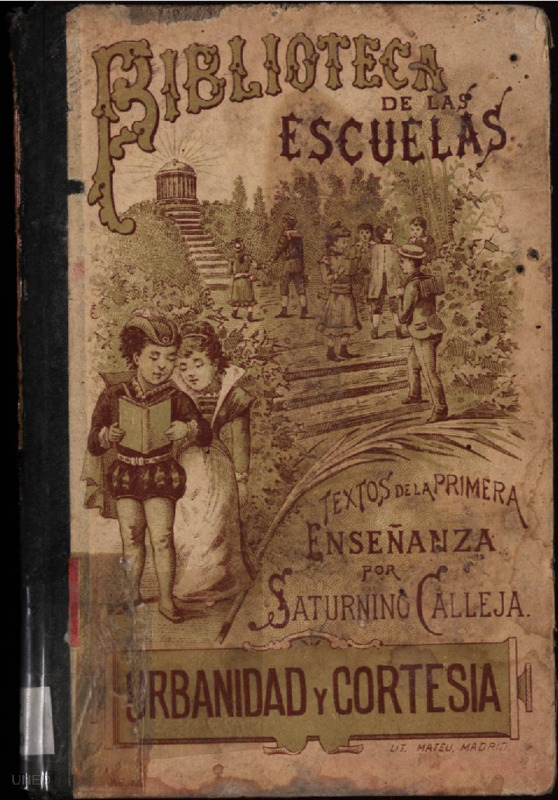 BIBLIOTECA
DE LAS
ESCUELAS
TEXTOS DE LA PRIMERA
ENSEÑANZA
POR
SATURNINO CALLEJA.
URBANIDAD Y CORTESIA
LIT. MATEU, MADRID.